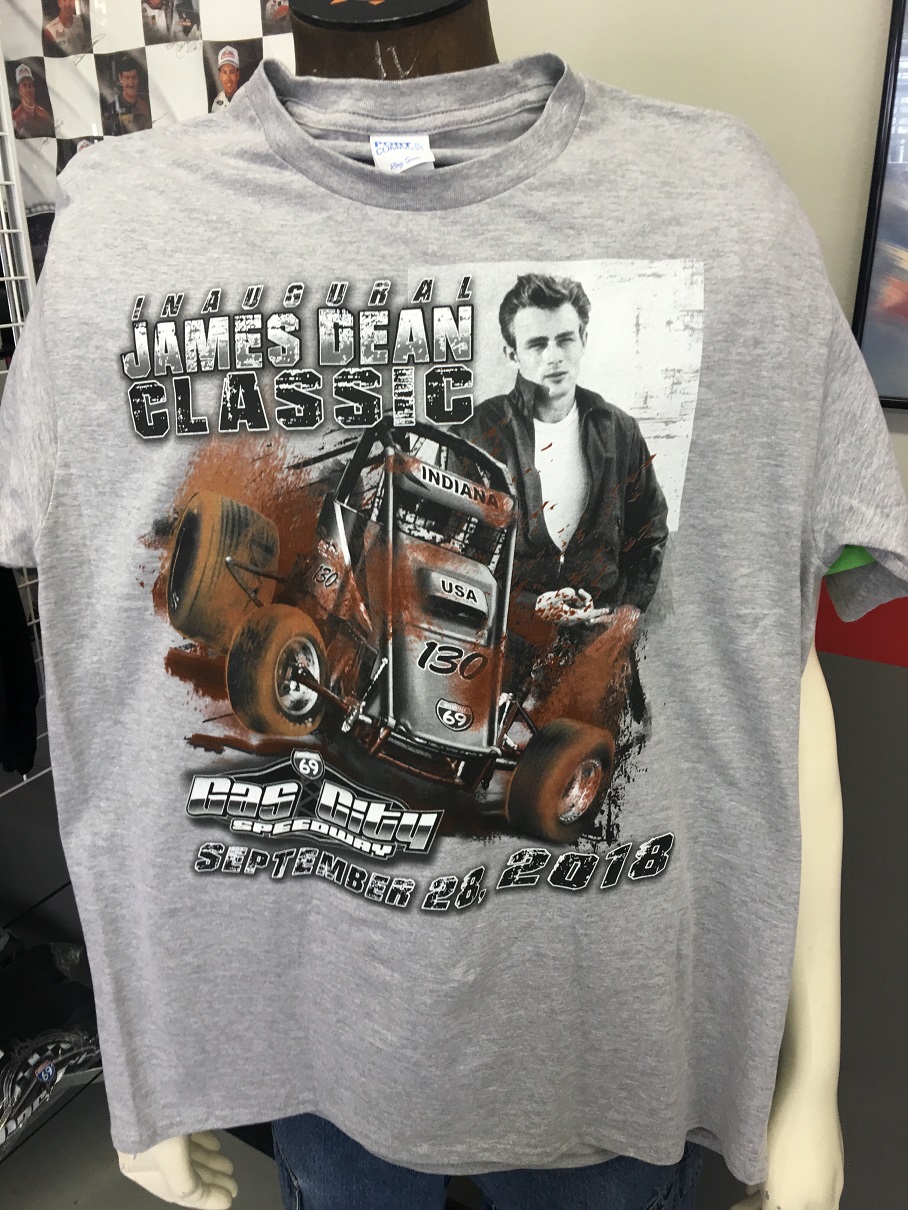 INAUGURAL
JAMES DEAN
CLASSIC
INDIANA
130
USA
130
69
69
Gas City
SPEEDWAY
SEPTEMBER 28, 2018